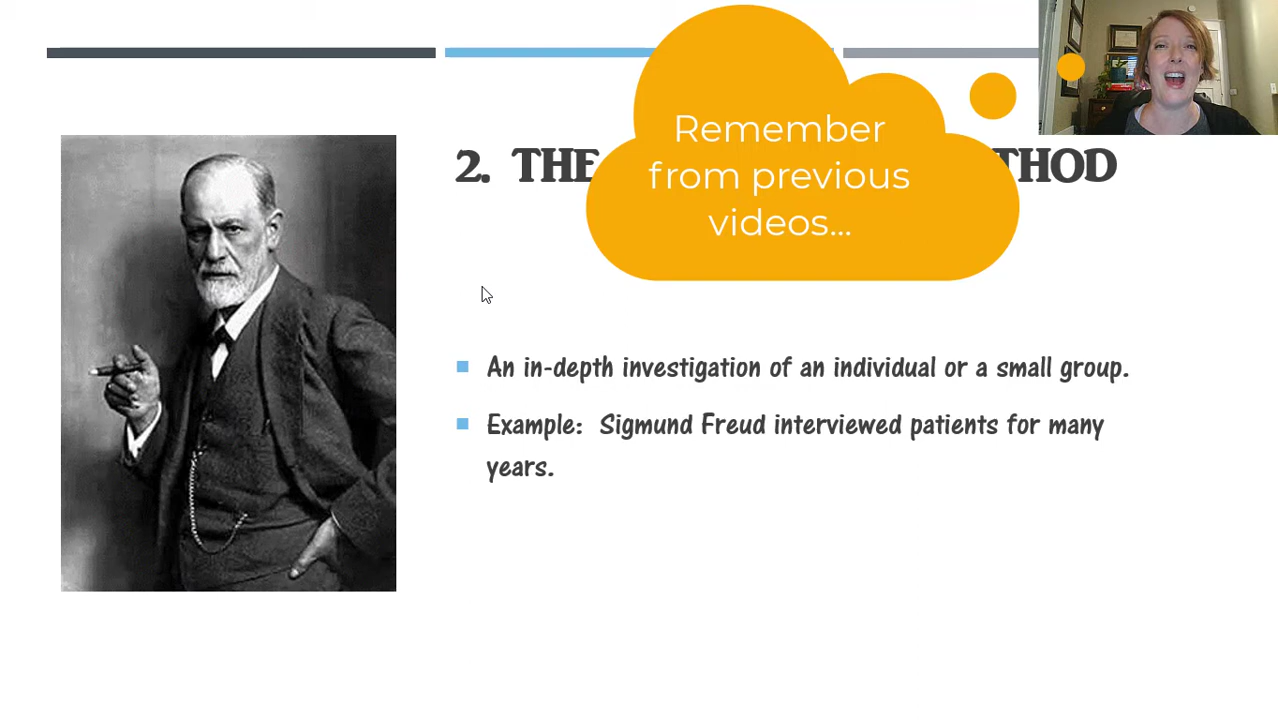 Remember
from previous
videos...
2. THE THOD
An in-depth investigation of an individual or a small group.
Example: Sigmund Freud interviewed patients for many
years.